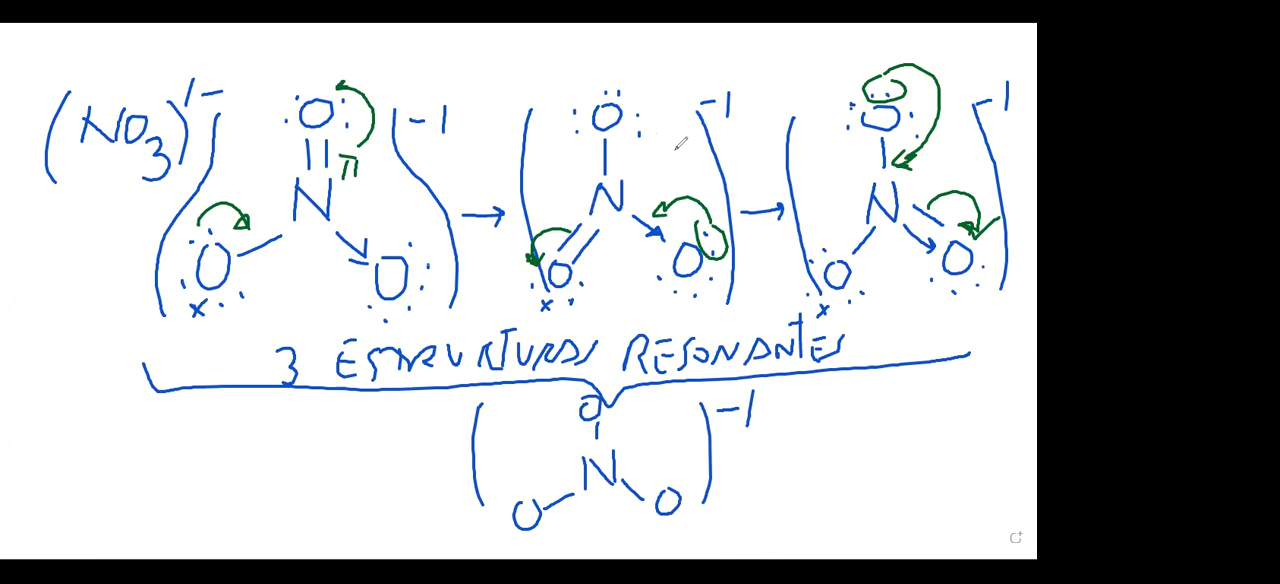 (NO₃)¹⁻
O O O
π
-1 -1 -1
N N N
O O O O O O
x x x
3 ESTRUCTURAS RESONANTES
O
-1
N
O O